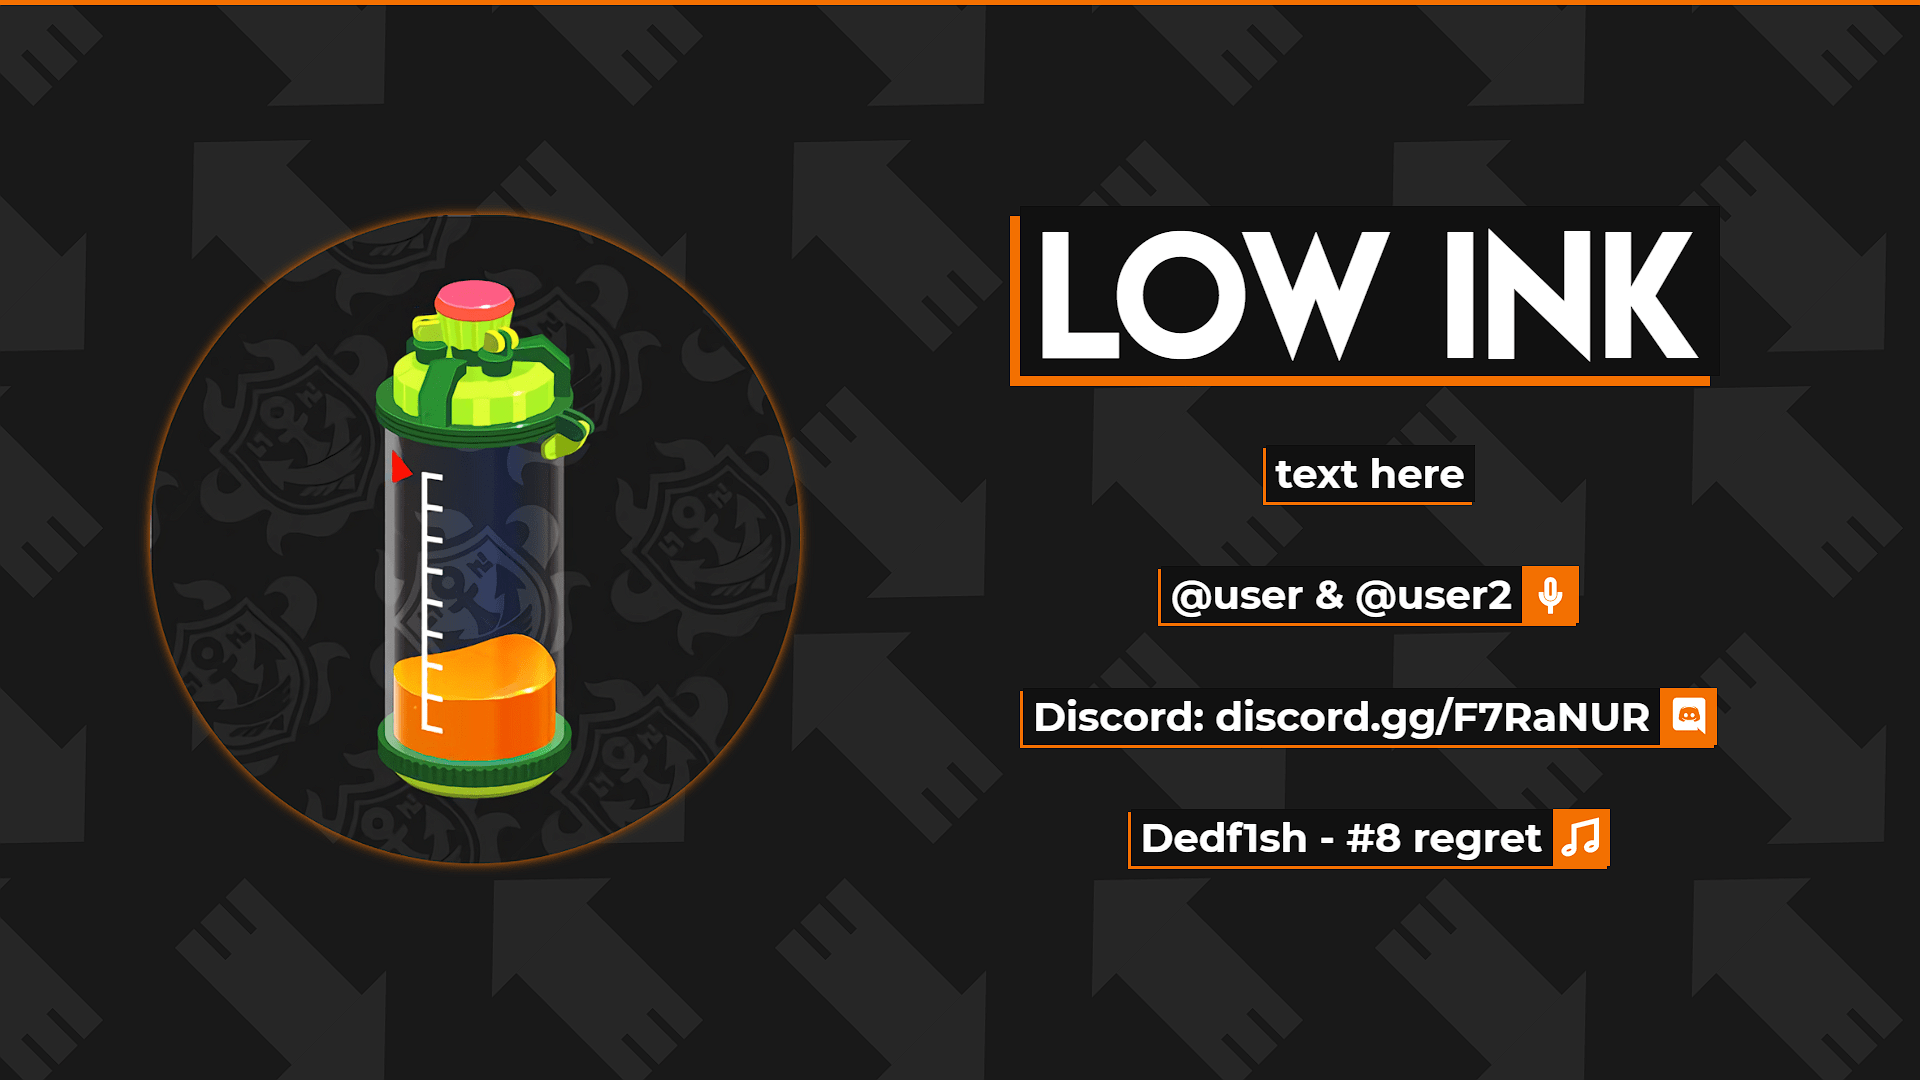 LOW INK
text here
@user & @user2
Discord: discord.gg/F7RaNUR
Dedf1sh - #8 regret